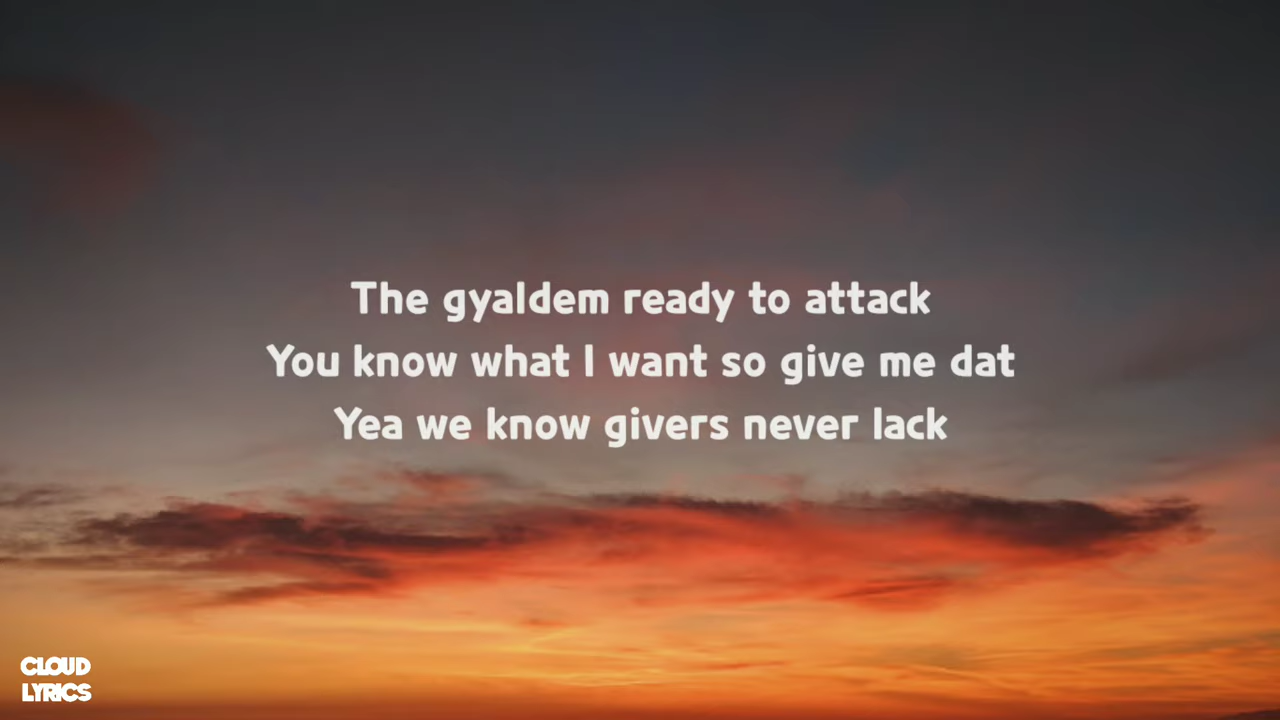 The gyaldem ready to attack
You know what I want so give me dat
Yea we know givers never lack
CLOUD
LYRICS